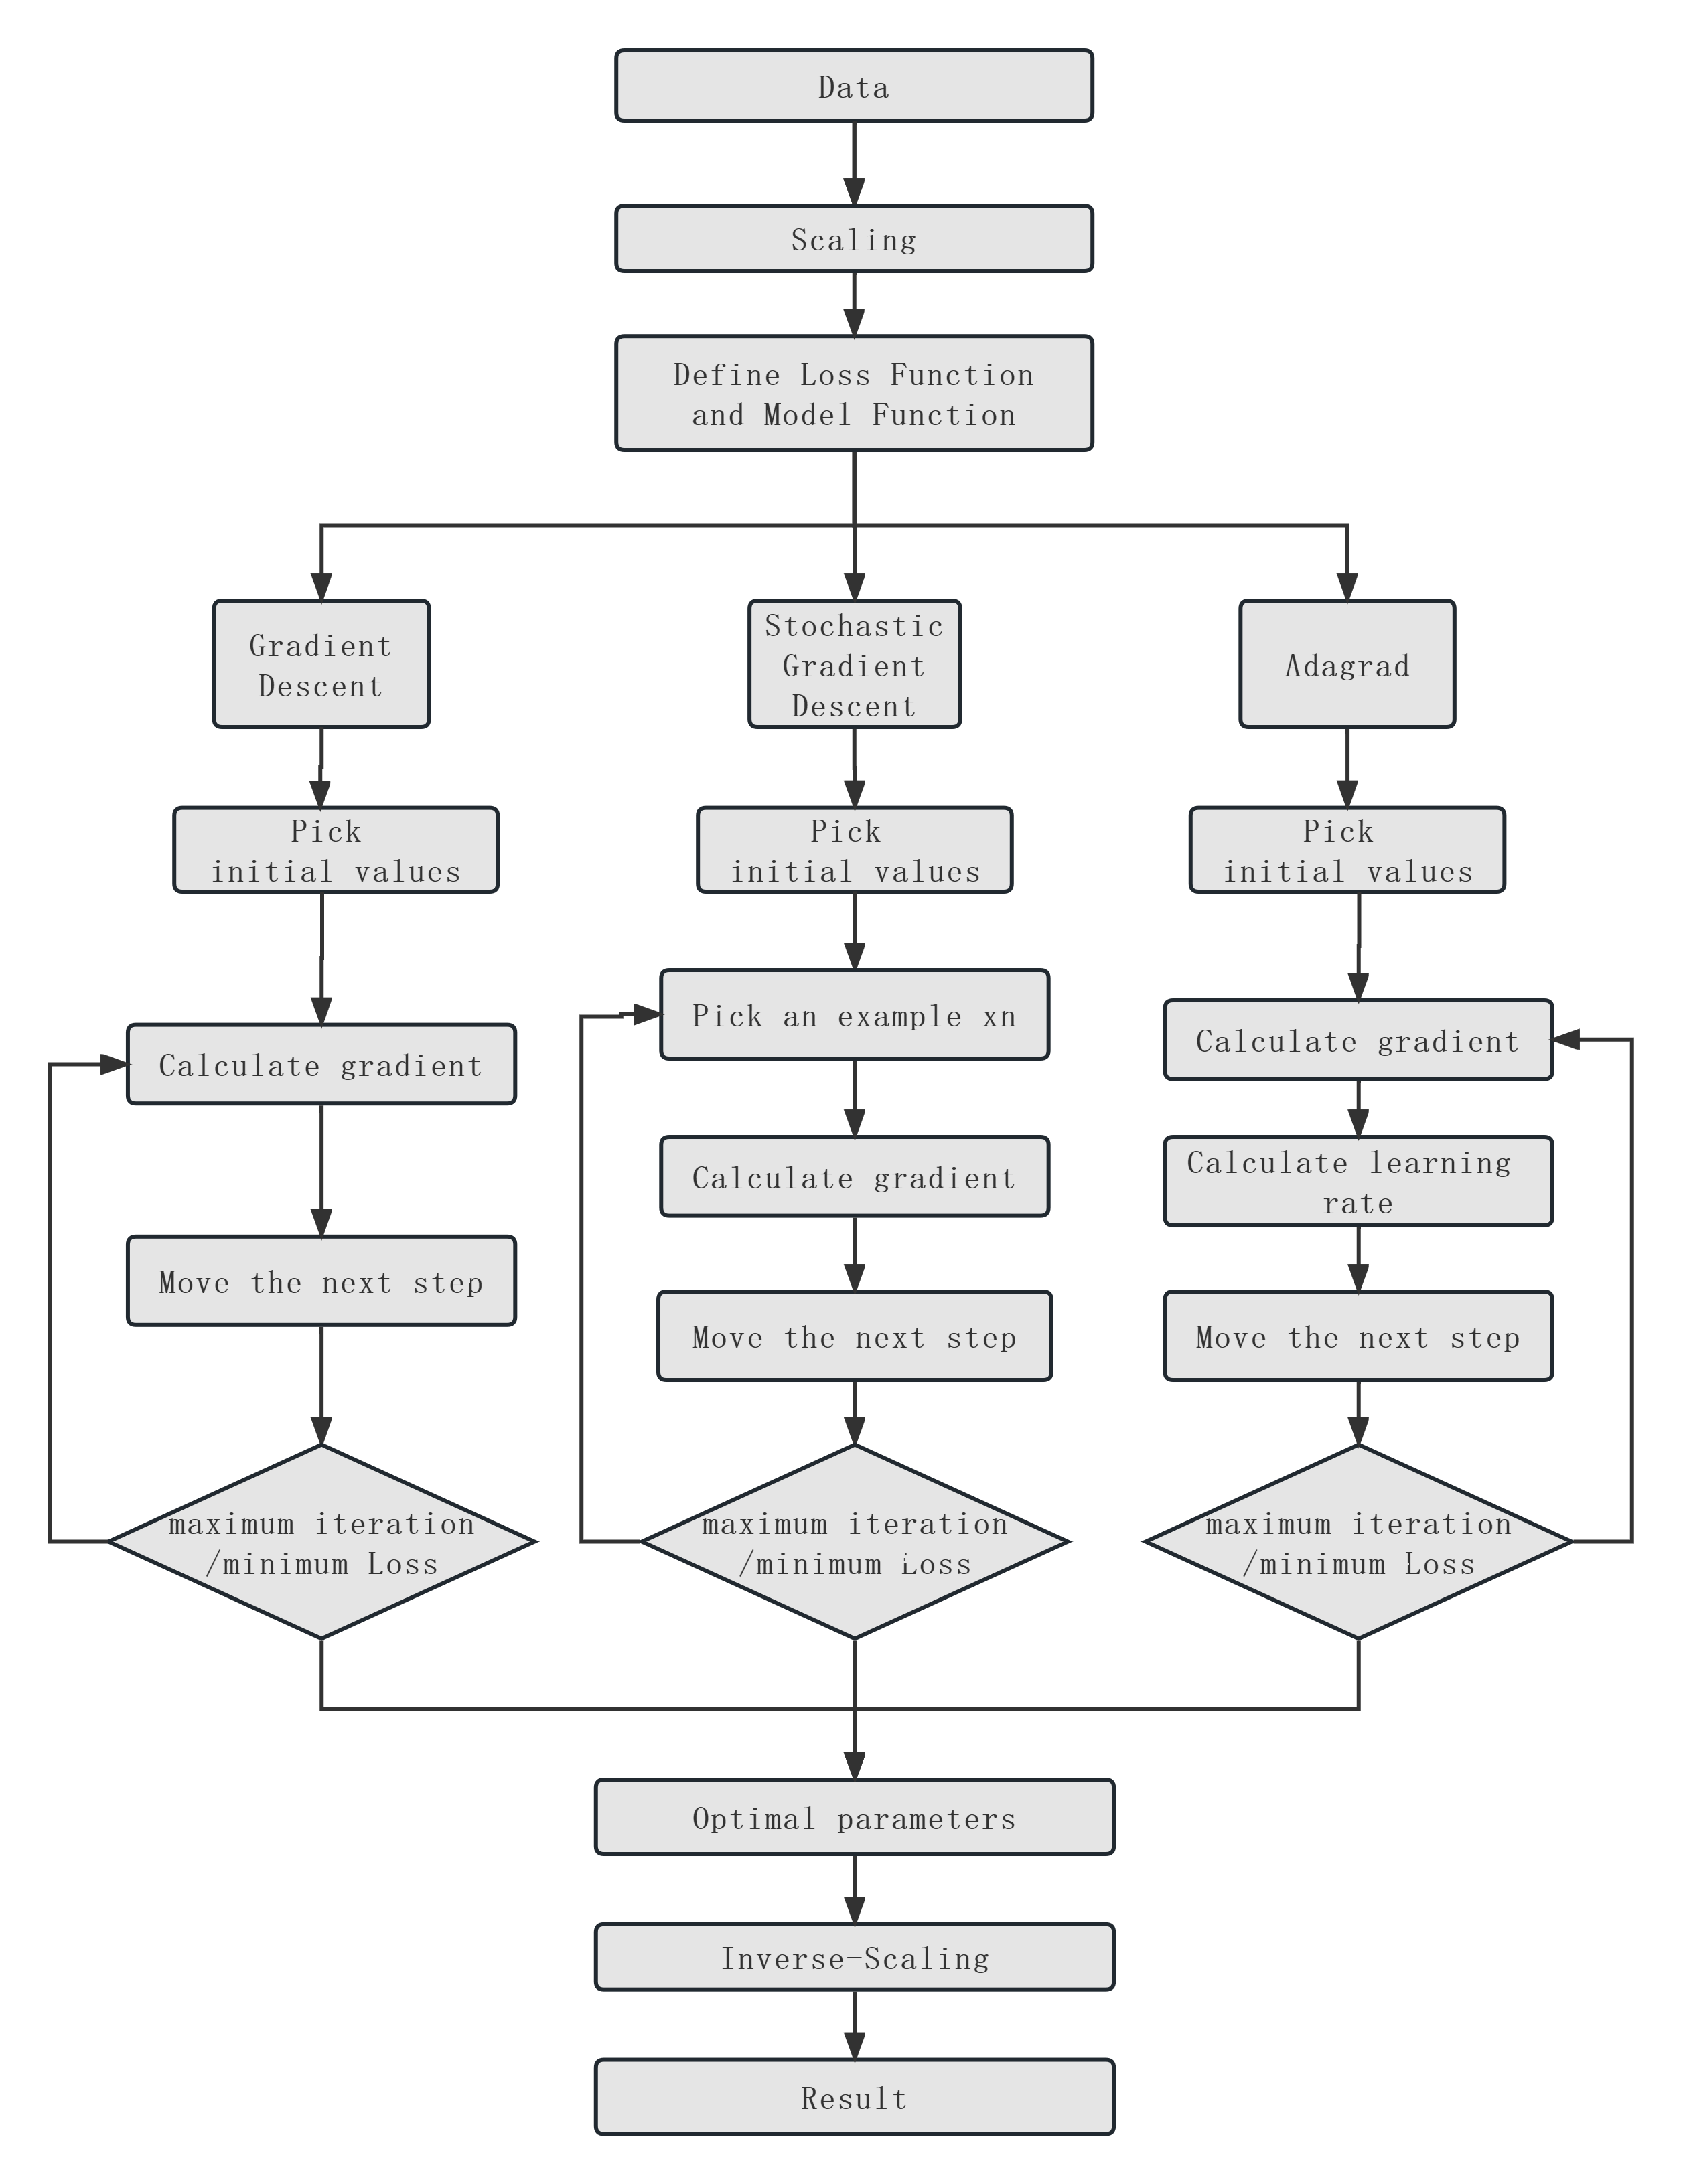 Data
Scaling
Define Loss Function
and Model Function
Gradient
Descent
Stochastic
Gradient
Descent
Adagrad
Pick
initial values
Pick
initial values
Pick
initial values
Calculate gradient
Move the next step
maximum iteration
/minimum Loss
Pick an example xn
Calculate gradient
Move the next step
maximum iteration
/minimum Loss
Calculate gradient
Calculate learning
rate
Move the next step
maximum iteration
/minimum Loss
Optimal parameters
Inverse-Scaling
Result